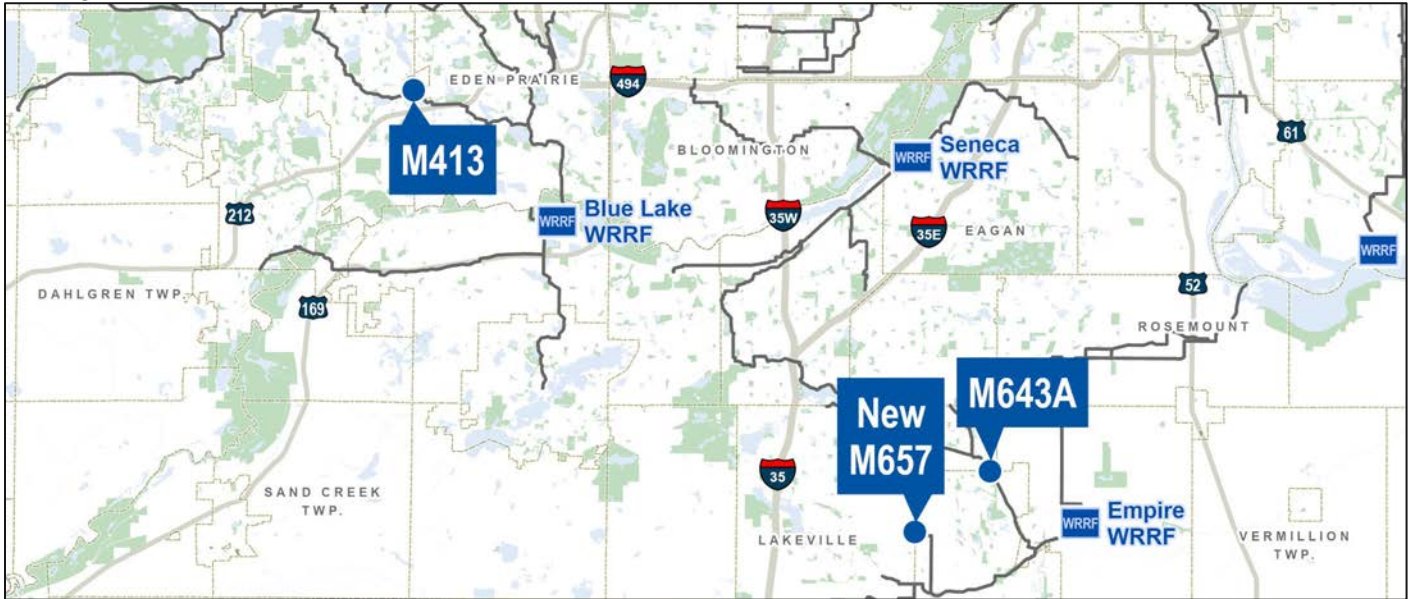 EDEN PRAIRIE
494
M413
BLOOMINGTON
WRRF
Seneca
WRRF
61
212
WRRF
Blue Lake
WRRF
35W
35E
EAGAN
WRRF
DAHLGREN TWP.
169
52
ROSEMOUNT
New
M657
M643A
35
SAND CREEK
TWP.
LAKEVILLE
WRRF
Empire
WRRF
VERMILLION
TWP.